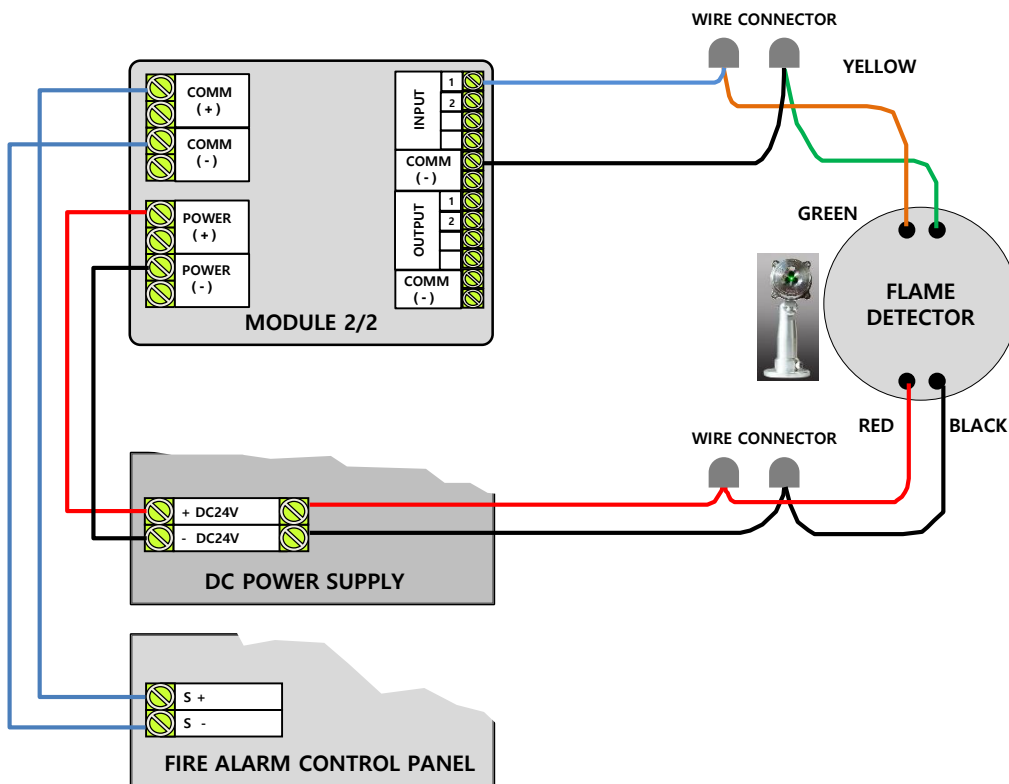 WIRE CONNECTOR
YELLOW
COMM
(+)
COMM
(-)
POWER
(+)
POWER
(-)
INPUT
1
2
COMM
(-)
OUTPUT
1
2
COMM
(-)
MODULE 2/2
GREEN
FLAME
DETECTOR
RED
BLACK
WIRE CONNECTOR
+ DC24V
- DC24V
DC POWER SUPPLY
S +
S -
FIRE ALARM CONTROL PANEL